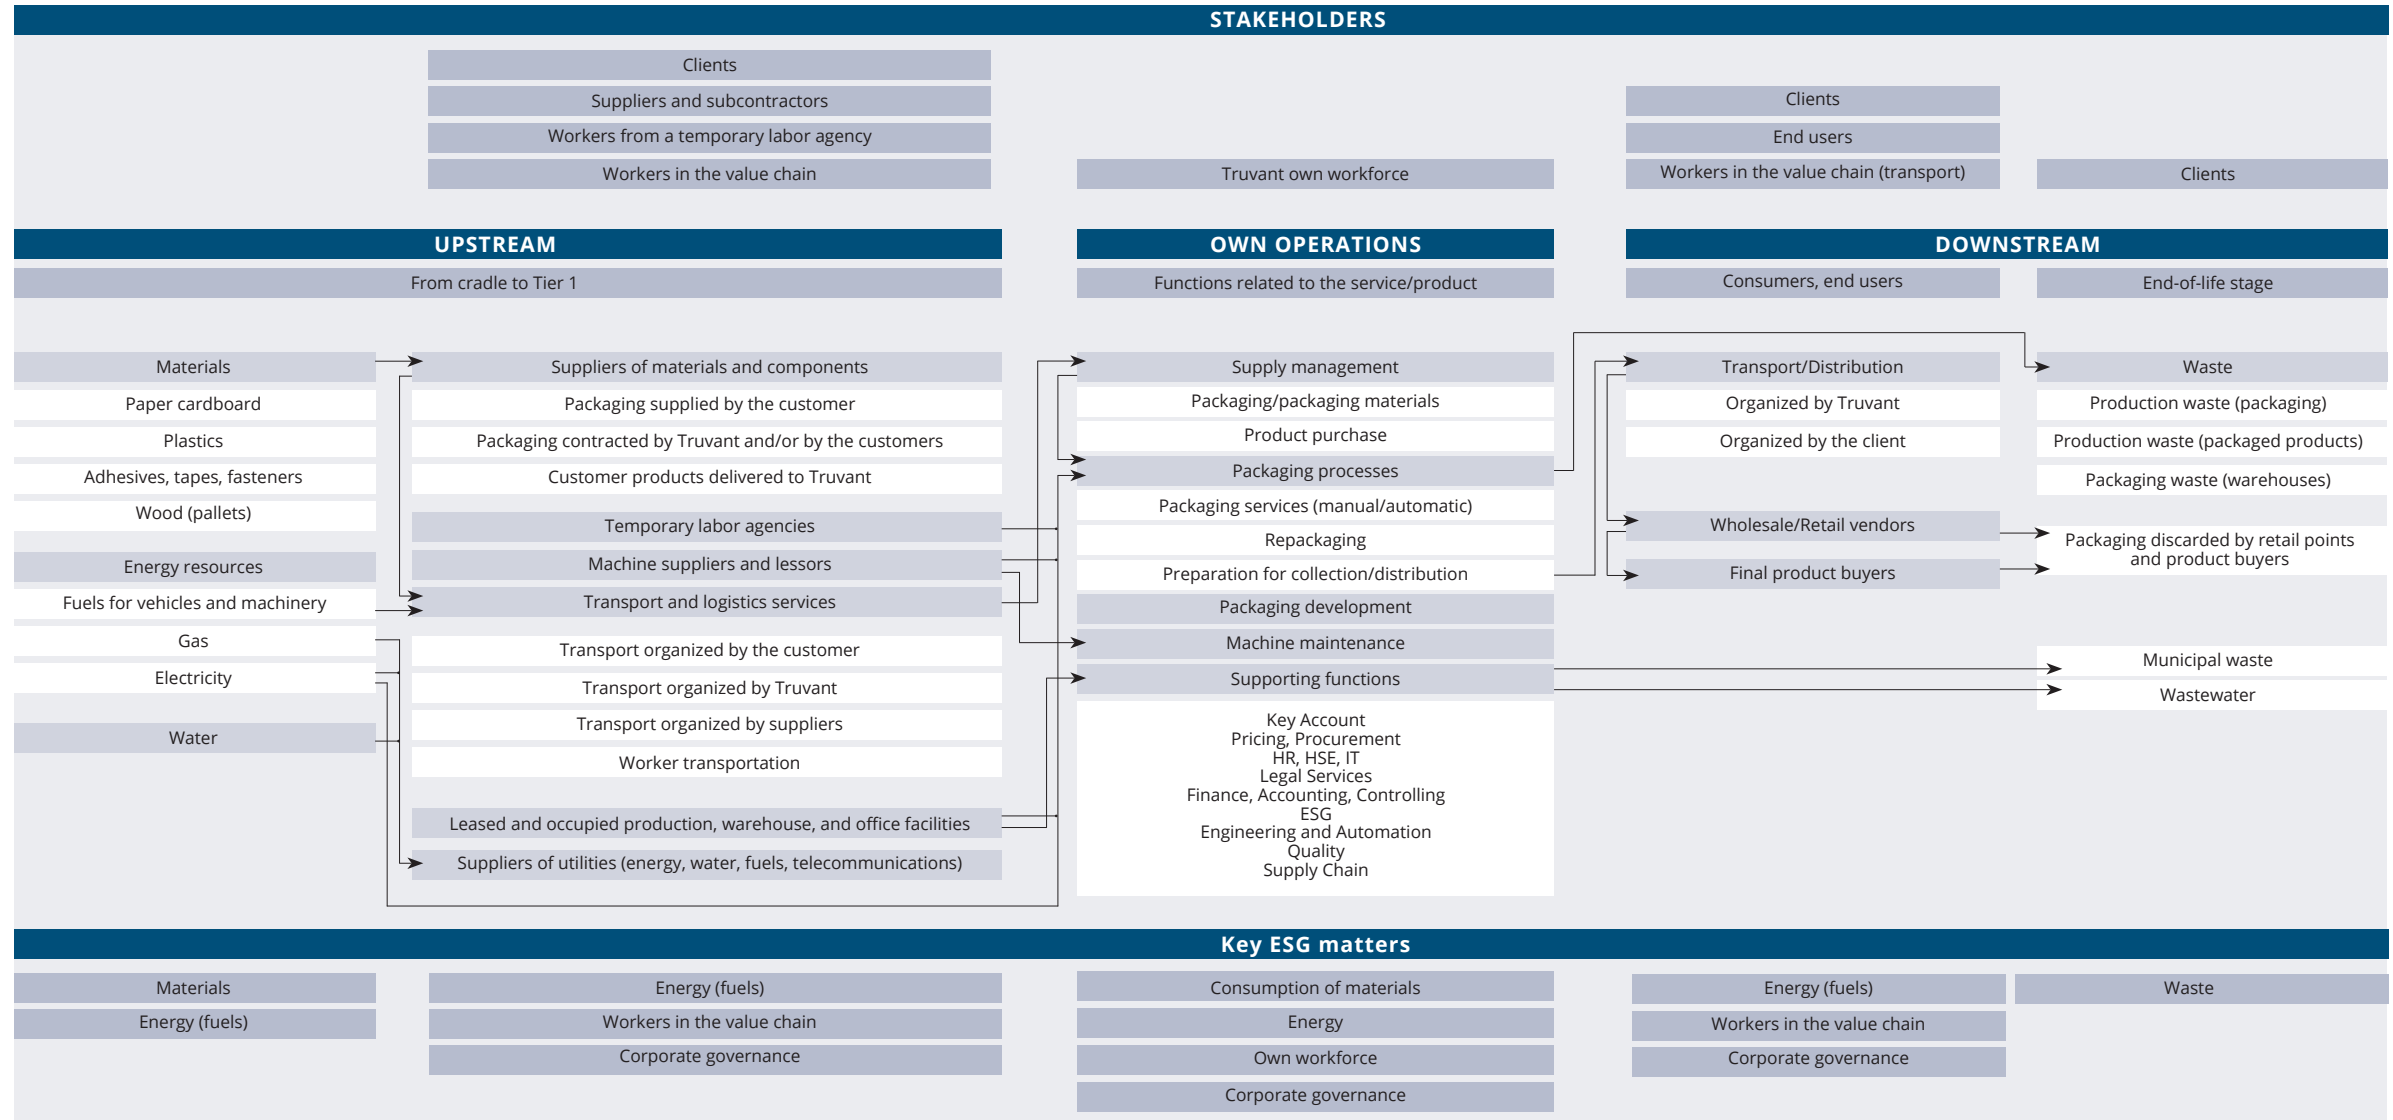 STAKEHOLDERS
Clients
Suppliers and subcontractors
Workers from a temporary labor agency
Workers in the value chain
Truvant own workforce
Clients
End users
Workers in the value chain (transport)
Clients
UPSTREAM
From cradle to Tier 1
Materials
Paper cardboard
Plastics
Adhesives, tapes, fasteners
Wood (pallets)
Energy resources
Fuels for vehicles and machinery
Gas
Electricity
Water
Suppliers of materials and components
Packaging supplied by the customer
Packaging contracted by Truvant and/or by the customers
Customer products delivered to Truvant
Temporary labor agencies
Machine suppliers and lessors
Transport and logistics services
Transport organized by the customer
Transport organized by Truvant
Transport organized by suppliers
Worker transportation
Leased and occupied production, warehouse, and office facilities
Suppliers of utilities (energy, water, fuels, telecommunications)
OWN OPERATIONS
Functions related to the service/product
Supply management
Packaging/packaging materials
Product purchase
Packaging processes
Packaging services (manual/automatic)
Repackaging
Preparation for collection/distribution
Packaging development
Machine maintenance
Supporting functions
Key Account
Pricing, Procurement
HR, HSE, IT
Legal Services
Finance, Accounting, Controlling
ESG
Engineering and Automation
Quality
Supply Chain
DOWNSTREAM
Consumers, end users
Transport/Distribution
Organized by Truvant
Organized by the client
Wholesale/Retail vendors
Final product buyers
End-of-life stage
Waste
Production waste (packaging)
Production waste (packaged products)
Packaging waste (warehouses)
Packaging discarded by retail points
and product buyers
Municipal waste
Wastewater
Key ESG matters
Materials
Energy (fuels)
Energy (fuels)
Workers in the value chain
Corporate governance
Consumption of materials
Energy
Own workforce
Corporate governance
Energy (fuels)
Workers in the value chain
Corporate governance
Waste